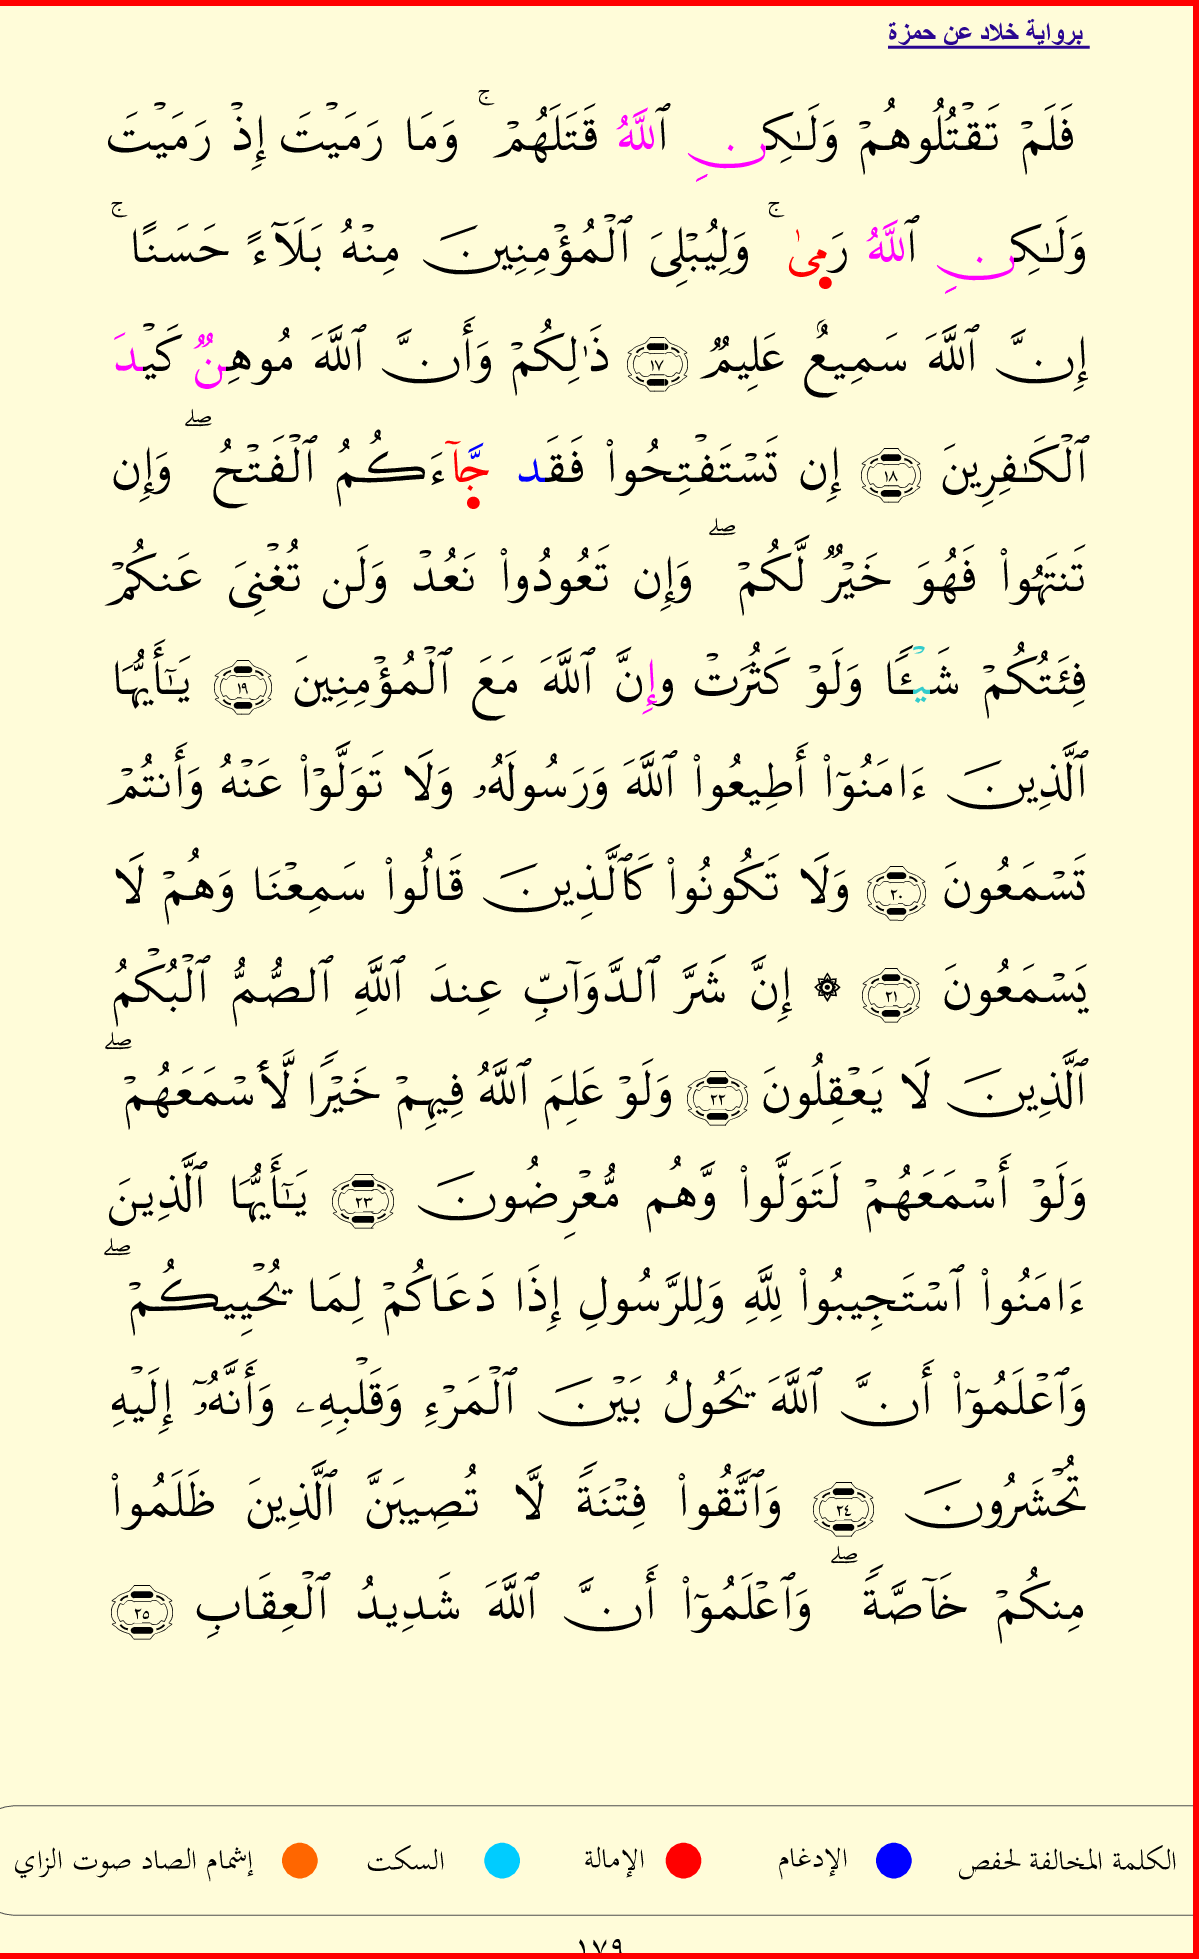 برواية خلاد عن حمزة
فَلَمْ تَقْتُلُوهُمْ وَلَٰكِنِ ٱللَّهُ قَتَلَهُمْ ۚ وَمَا رَمَيْتَ إِذْ رَمَيْتَ
وَلَٰكِنِ ٱللَّهُ رَمىٰ ۚ وَلِيُبْلِىَ ٱلْمُؤْمِنِينَ مِنْهُ بَلَآءً حَسَنًا ۚ
إِنَّ ٱللَّهَ سَمِيعٌ عَلِيمٌ ١٧ ذَٰلِكُمْ وَأَنَّ ٱللَّهَ مُوهِنٌ كَيْدَ
ٱلْكَٰفِرِينَ ١٨ إِن تَسْتَفْتِحُوا۟ فَقَد جَّآءَكُمُ ٱلْفَتْحُ ۖ وَإِن
تَنتَهُوا۟ فَهُوَ خَيْرٌ لَّكُمْ ۖ وَإِن تَعُودُوا۟ نَعُدْ وَلَن تُغْنِىَ عَنكُمْ
فِئَتُكُمْ شَيْـًٔا وَلَوْ كَثُرَتْ وإِنَّ ٱللَّهَ مَعَ ٱلْمُؤْمِنِينَ ١٩ يَٰٓأَيُّهَا
ٱلَّذِينَ ءَامَنُوٓا۟ أَطِيعُوا۟ ٱللَّهَ وَرَسُولَهُۥ وَلَا تَوَلَّوْا۟ عَنْهُ وَأَنتُمْ
تَسْمَعُونَ ٢٠ وَلَا تَكُونُوا۟ كَٱلَّذِينَ قَالُوا۟ سَمِعْنَا وَهُمْ لَا
يَسْمَعُونَ ٢١ ۞ إِنَّ شَرَّ ٱلدَّوَآبِّ عِندَ ٱللَّهِ ٱلصُّمُّ ٱلْبُكْمُ
ٱلَّذِينَ لَا يَعْقِلُونَ ٢٢ وَلَوْ عَلِمَ ٱللَّهُ فِيهِمْ خَيْرًا لَّأَسْمَعَهُمْ ۖ
وَلَوْ أَسْمَعَهُمْ لَتَوَلَّوا۟ وَّهُم مُّعْرِضُونَ ٢٣ يَٰٓأَيُّهَا ٱلَّذِينَ
ءَامَنُوا۟ ٱسْتَجِيبُوا۟ لِلَّهِ وَلِلرَّسُولِ إِذَا دَعَاكُمْ لِمَا يُحْيِيكُمْ ۖ
وَٱعْلَمُوٓا۟ أَنَّ ٱللَّهَ يَحُولُ بَيْنَ ٱلْمَرْءِ وَقَلْبِهِۦ وَأَنَّهُۥٓ إِلَيْهِ
تُحْشَرُونَ ٢٤ وَٱتَّقُوا۟ فِتْنَةً لَّا تُصِيبَنَّ ٱلَّذِينَ ظَلَمُوا۟
مِنكُمْ خَآصَّةً ۖ وَٱعْلَمُوٓا۟ أَنَّ ٱللَّهَ شَدِيدُ ٱلْعِقَابِ ٢٥
الكلمة المخالفة لحفص الإدغام الإمالة السكت إشمام الصاد صوت الزاي
١٧٩